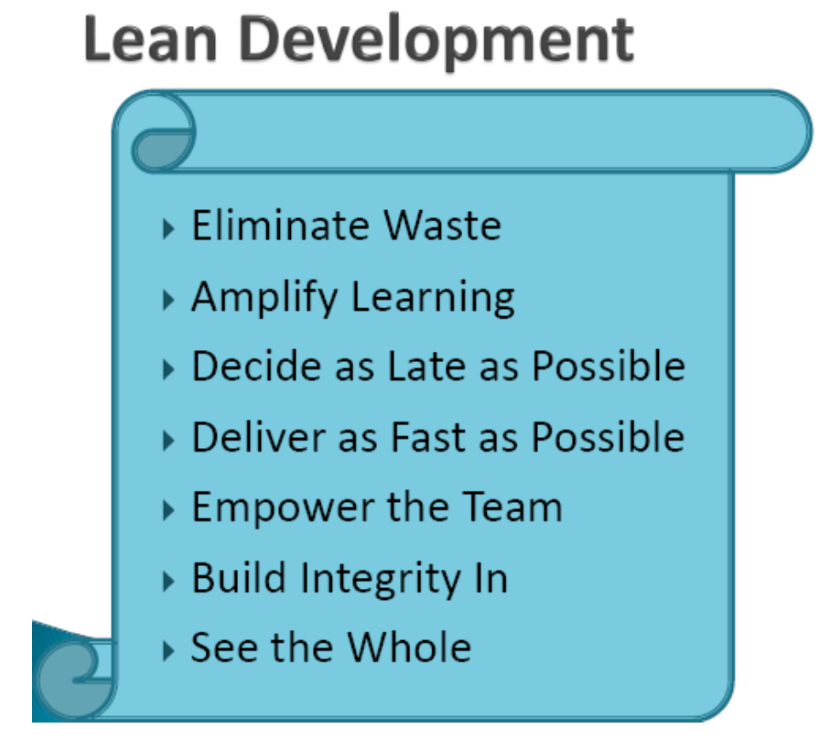 Lean Development
Eliminate Waste
Amplify Learning
Decide as Late as Possible
Deliver as Fast as Possible
Empower the Team
Build Integrity In
See the Whole